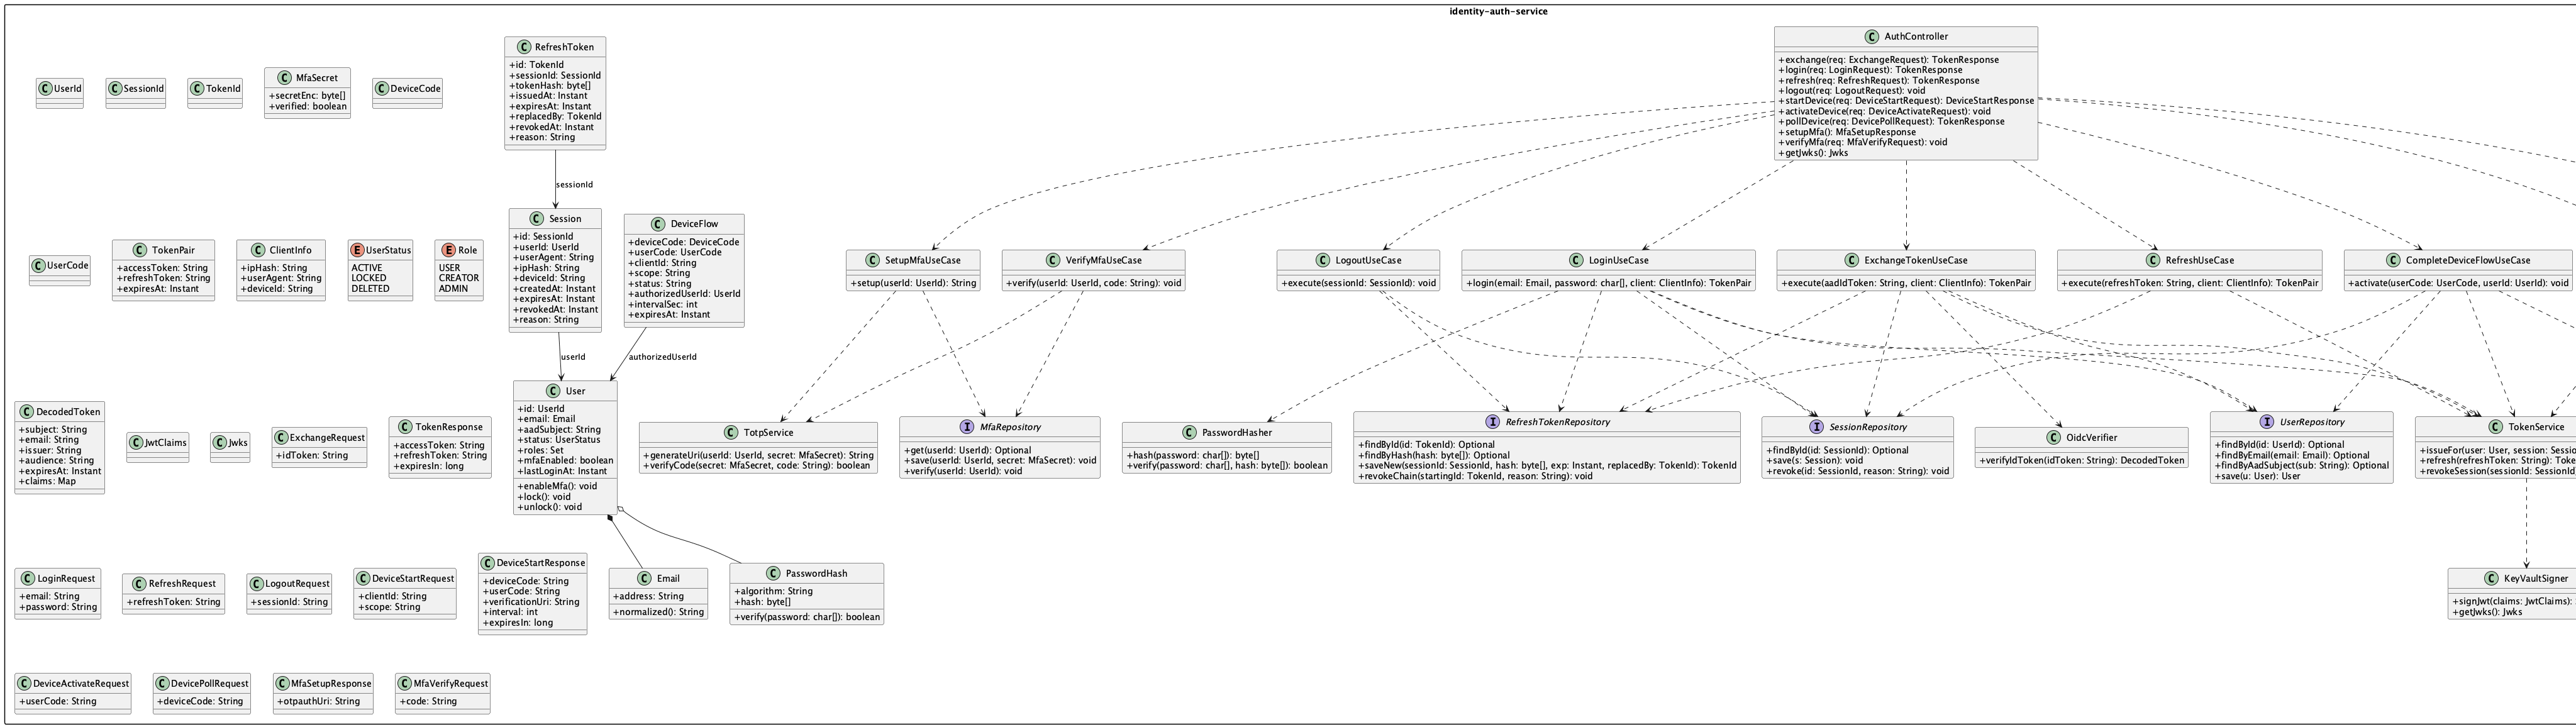 identity-auth-service
C AuthController
+exchange(req: ExchangeRequest): TokenResponse
+login(req: LoginRequest): TokenResponse
+refresh(req: RefreshRequest): TokenResponse
+logout(req: LogoutRequest): void
+startDevice(req: DeviceStartRequest): DeviceStartResponse
+activateDevice(req: DeviceActivateRequest): void
+pollDevice(req: DevicePollRequest): TokenResponse
+setupMfa(): MfaSetupResponse
+verifyMfa(req: MfaVerifyRequest): void
+getJwks(): Jwks
C UserId
C SessionId
C TokenId
C MfaSecret
+secretEnc: byte[]
+verified: boolean
C DeviceCode
C RefreshToken
+id: TokenId
+sessionId: SessionId
+tokenHash: byte[]
+issuedAt: Instant
+expiresAt: Instant
+replacedBy: TokenId
+revokedAt: Instant
+reason: String
sessionId
C UserCode
C TokenPair
+accessToken: String
+refreshToken: String
+expiresAt: Instant
C ClientInfo
+ipHash: String
+userAgent: String
+deviceId: String
E UserStatus
ACTIVE
LOCKED
DELETED
E Role
USER
CREATOR
ADMIN
C Session
+id: SessionId
+userId: UserId
+userAgent: String
+ipHash: String
+deviceId: String
+createdAt: Instant
+expiresAt: Instant
+revokedAt: Instant
+reason: String
C DeviceFlow
+deviceCode: DeviceCode
+userCode: UserCode
+clientId: String
+scope: String
+status: String
+authorizedUserId: UserId
+intervalSec: int
+expiresAt: Instant
C SetupMfaUseCase
+setup(userId: UserId): String
C VerifyMfaUseCase
+verify(userId: UserId, code: String): void
C LogoutUseCase
+execute(sessionId: SessionId): void
C LoginUseCase
+login(email: Email, password: char[], client: ClientInfo): TokenPair
C ExchangeTokenUseCase
+execute(aadIdToken: String, client: ClientInfo): TokenPair
C RefreshUseCase
+execute(refreshToken: String, client: ClientInfo): TokenPair
C CompleteDeviceFlowUseCase
+activate(userCode: UserCode, userId: UserId): void
userId
authorizedUserId
C DecodedToken
+subject: String
+email: String
+issuer: String
+audience: String
+expiresAt: Instant
+claims: Map
C JwtClaims
C Jwks
C ExchangeRequest
+idToken: String
C TokenResponse
+accessToken: String
+refreshToken: String
+expiresIn: long
C User
+id: UserId
+email: Email
+aadSubject: String
+status: UserStatus
+roles: Set
+mfaEnabled: boolean
+lastLoginAt: Instant
+enableMfa(): void
+lock(): void
+unlock(): void
C TotpService
+generateUri(userId: UserId, secret: MfaSecret): String
+verifyCode(secret: MfaSecret, code: String): boolean
I MfaRepository
+get(userId: UserId): Optional
+save(userId: UserId, secret: MfaSecret): void
+verify(userId: UserId): void
C PasswordHasher
+hash(password: char[]): byte[]
+verify(password: char[], hash: byte[]): boolean
I RefreshTokenRepository
+findById(id: TokenId): Optional
+findByHash(hash: byte[]): Optional
+saveNew(sessionId: SessionId, hash: byte[], exp: Instant, replacedBy: TokenId): TokenId
+revokeChain(startingId: TokenId, reason: String): void
I SessionRepository
+findById(id: SessionId): Optional
+save(s: Session): void
+revoke(id: SessionId, reason: String): void
C OidcVerifier
+verifyIdToken(idToken: String): DecodedToken
I UserRepository
+findById(id: UserId): Optional
+findByEmail(email: Email): Optional
+findByAadSubject(sub: String): Optional
+save(u: User): User
C TokenService
+issueFor(user: User, session: Sessio
+refresh(refreshToken: String): Toke
+revokeSession(sessionId: SessionId
C LoginRequest
+email: String
+password: String
C RefreshRequest
+refreshToken: String
C LogoutRequest
+sessionId: String
C DeviceStartRequest
+clientId: String
+scope: String
C DeviceStartResponse
+deviceCode: String
+userCode: String
+verificationUri: String
+interval: int
+expiresIn: long
C Email
+address: String
+normalized(): String
C PasswordHash
+algorithm: String
+hash: byte[]
+verify(password: char[]): boolean
C KeyVaultSigner
+signJwt(claims: JwtClaims):
+getJwks(): Jwks
C DeviceActivateRequest
+userCode: String
C DevicePollRequest
+deviceCode: String
C MfaSetupResponse
+otpauthUri: String
C MfaVerifyRequest
+code: String